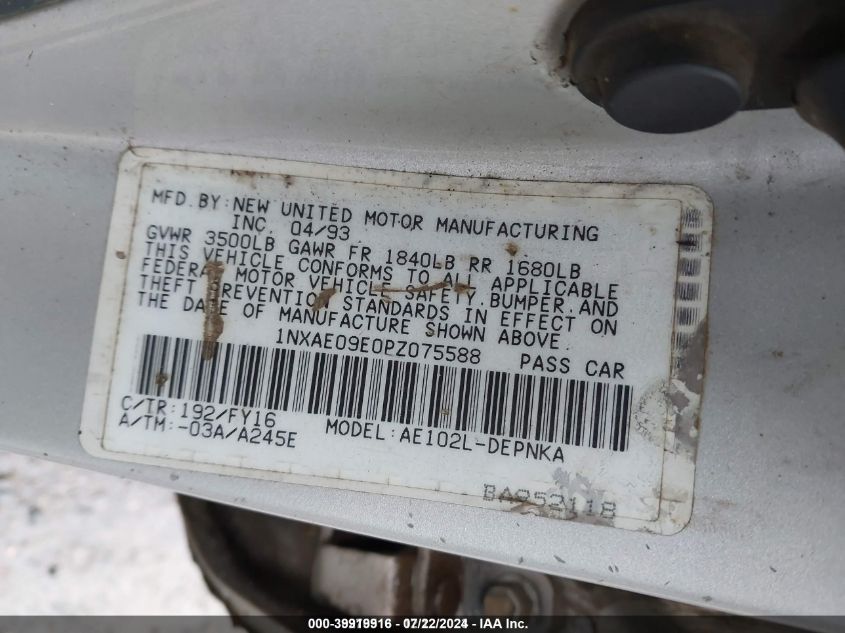 MFD.BY:NEW UNITED MOTOR MANUFACTURING
INC. 04/93
GVWR 3500LB GAWR FR 1840LB RR 1680LB
THIS VEHICLE CONFORMS TO ALL APPLICABLE
FEDERAL MOTOR VEHICLE SAFETY.BUMPER.AND
THEFT PREVENTION STANDARDS IN EFFECT ON
THE DATE OF MANUFACTURE SHOWN ABOVE.
1NXAE09E0PZ075588 PASS CAR
C/TR:192/FY16
A/TM:-03A/A245E MODEL:AE102L-DEPNKA
00-39919916 - 07/22/2024 - IAA Inc.